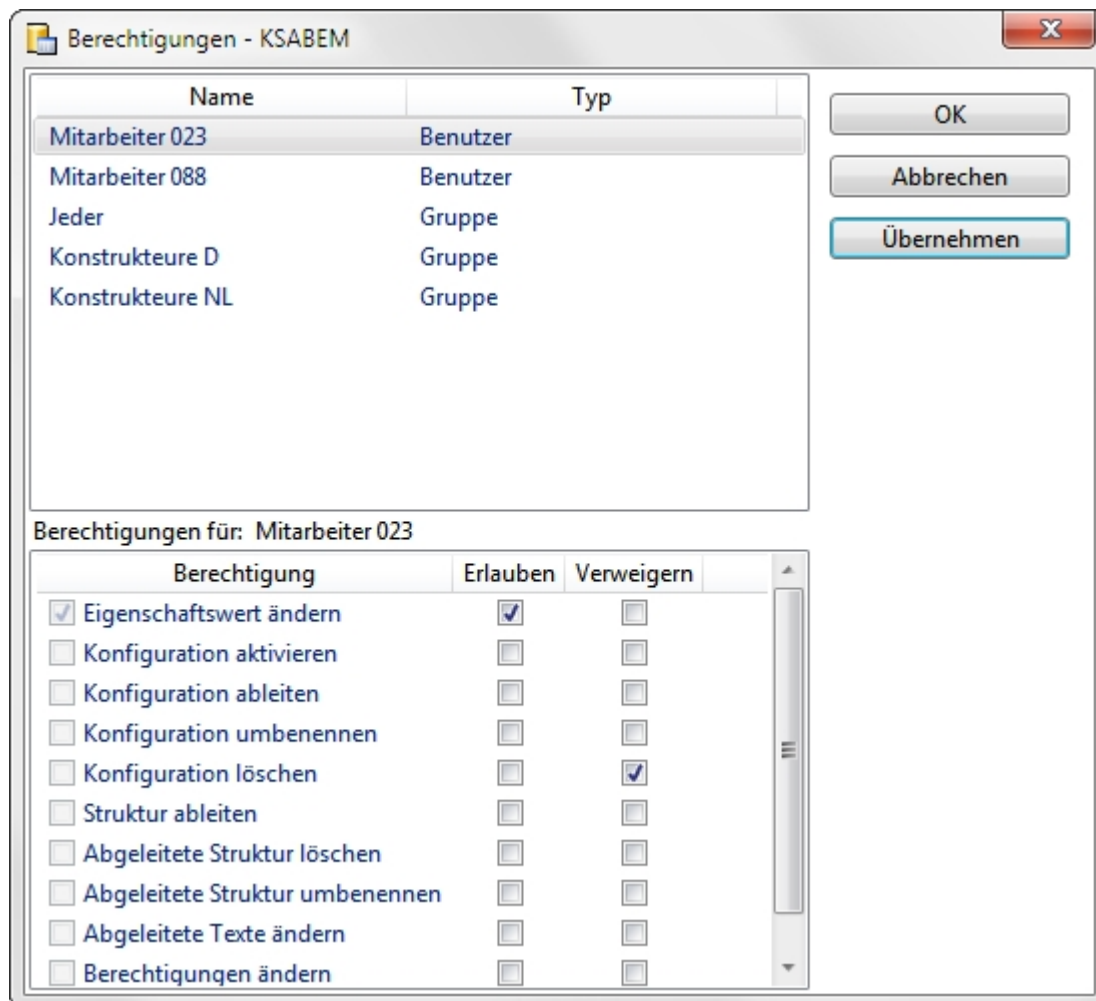 Berechtigungen - KSABEM
Name Typ
Mitarbeiter 023 Benutzer
Mitarbeiter 088 Benutzer
Jeder Gruppe
Konstrukteure D Gruppe
Konstrukteure NL Gruppe
OK
Abbrechen
Übernehmen
Berechtigungen für: Mitarbeiter 023
Berechtigung Erlauben Verweigern
Eigenschaftswert ändern
Konfiguration aktivieren
Konfiguration ableiten
Konfiguration umbenennen
Konfiguration löschen
Struktur ableiten
Abgeleitete Struktur löschen
Abgeleitete Struktur umbenennen
Abgeleitete Texte ändern
Berechtigungen ändern